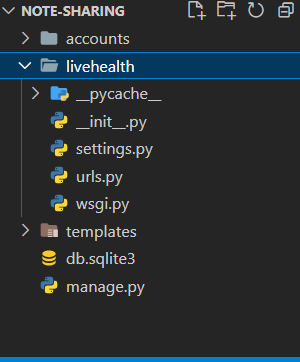 NOTE-SHARING
accounts
livehealth
__pycache__
__init__.py
settings.py
urls.py
wsgi.py
templates
db.sqlite3
manage.py